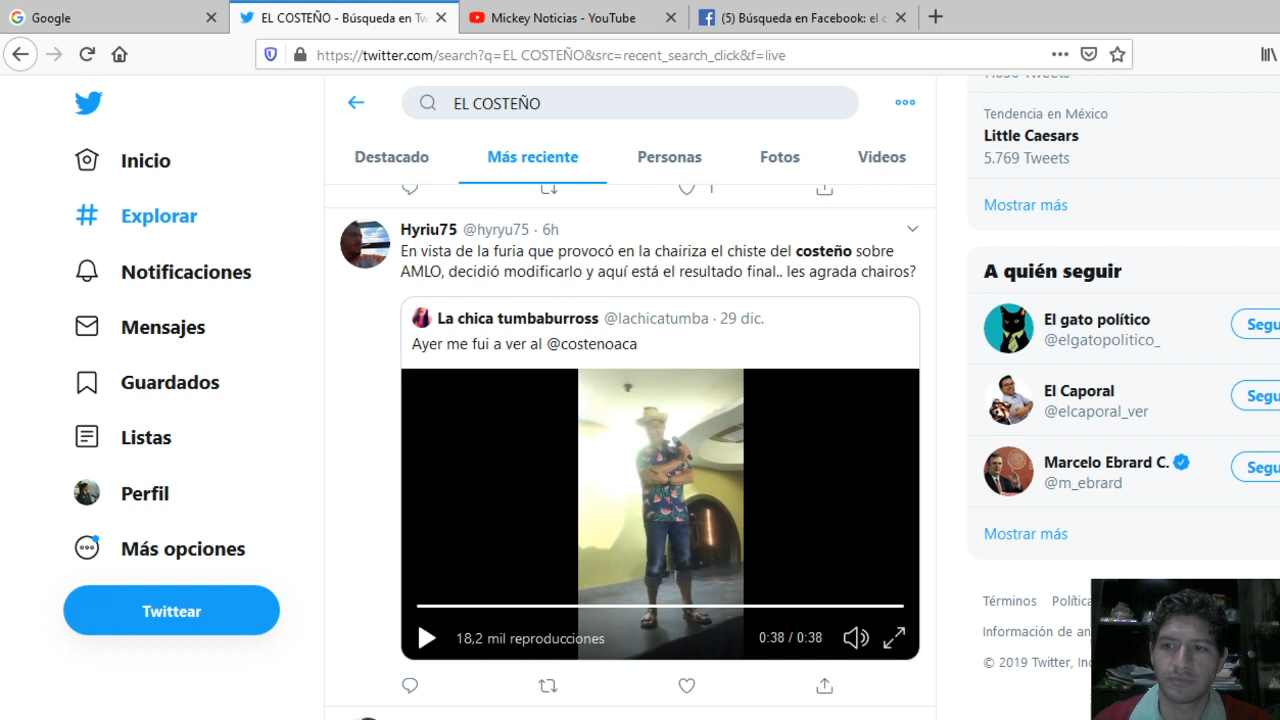 Google
EL COSTEÑO - Búsqueda en Tw
Mickey Noticias - YouTube
(5) Búsqueda en Facebook: el c
https://twitter.com/search?q=EL COSTEÑO&src=recent_search_click&f=live
EL COSTEÑO
Destacado
Más reciente
Personas
Fotos
Videos
Inicio
Explorar
Notificaciones
Mensajes
Guardados
Listas
Perfil
Más opciones
Twittear
1
Hyriu75 @hyryu75 · 6h
En vista de la furia que provocó en la chairiza el chiste del costeño sobre
AMLO, decidió modificarlo y aquí está el resultado final.. les agrada chairos?
La chica tumbaburross @lachicatumba · 29 dic.
Ayer me fui a ver al @costenoaca
18,2 mil reproducciones
0:38 / 0:38
Tendencia en México
Little Caesars
5.769 Tweets
Mostrar más
A quién seguir
El gato político
@elgatopolitico_
Segu
El Caporal
@elcaporal_ver
Segu
Marcelo Ebrard C.
@m_ebrard
Segu
Mostrar más
Términos Política
Información de an
© 2019 Twitter, In